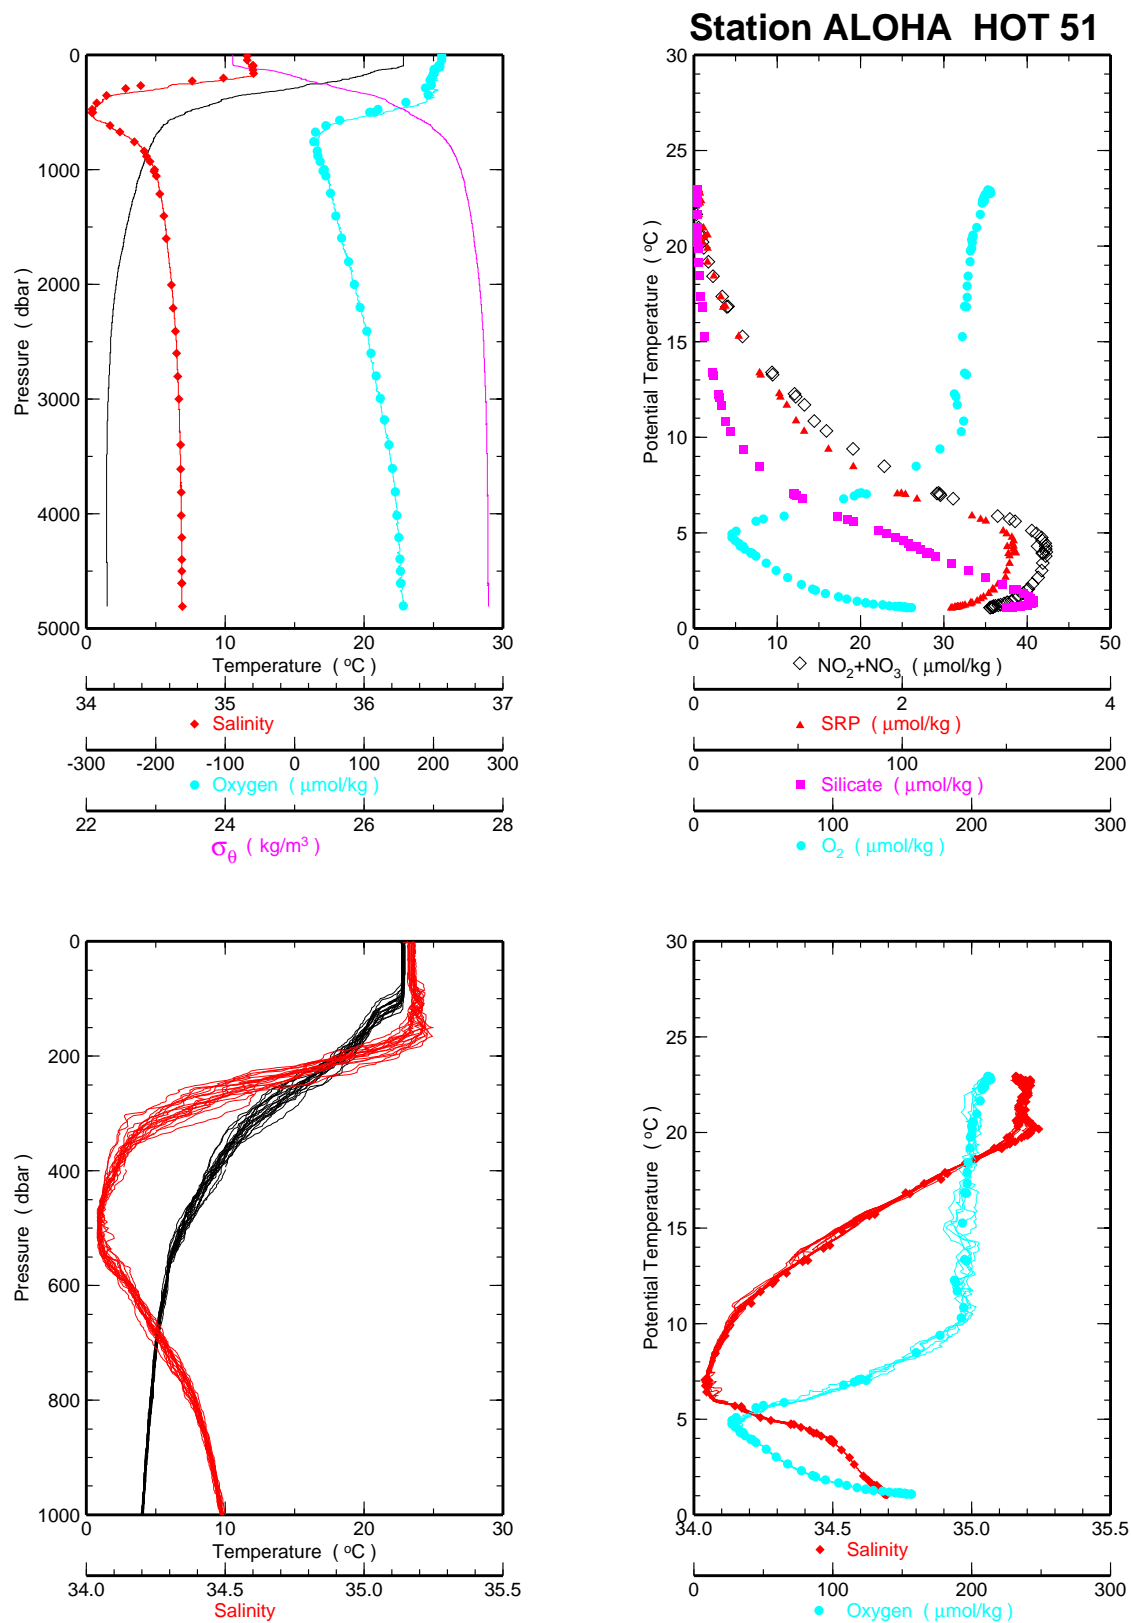 Station ALOHA HOT 51
0
1000
2000
3000
4000
5000
Pressure ( dbar)
0 10 20 30
Temperature ( °C)
34 35 36 37
Salinity
-300 -200 -100 0 100 200 300
Oxygen ( μmol/kg)
22 24 26 28
σθ ( kg/m³)
30
25
20
15
10
5
0
Potential Temperature ( °C)
0 10 20 30 40 50
NO₂+NO₃ ( μmol/kg)
0 2 4
SRP ( μmol/kg)
0 100 200
Silicate ( μmol/kg)
0 100 200 300
O₂ ( μmol/kg)
0
200
400
600
800
1000
Pressure ( dbar)
0 10 20 30
Temperature ( °C)
34.0 34.5 35.0 35.5
Salinity
30
25
20
15
10
5
0
Potential Temperature ( °C)
34.0 34.5 35.0 35.5
Salinity
0 100 200 300
Oxygen ( μmol/kg)